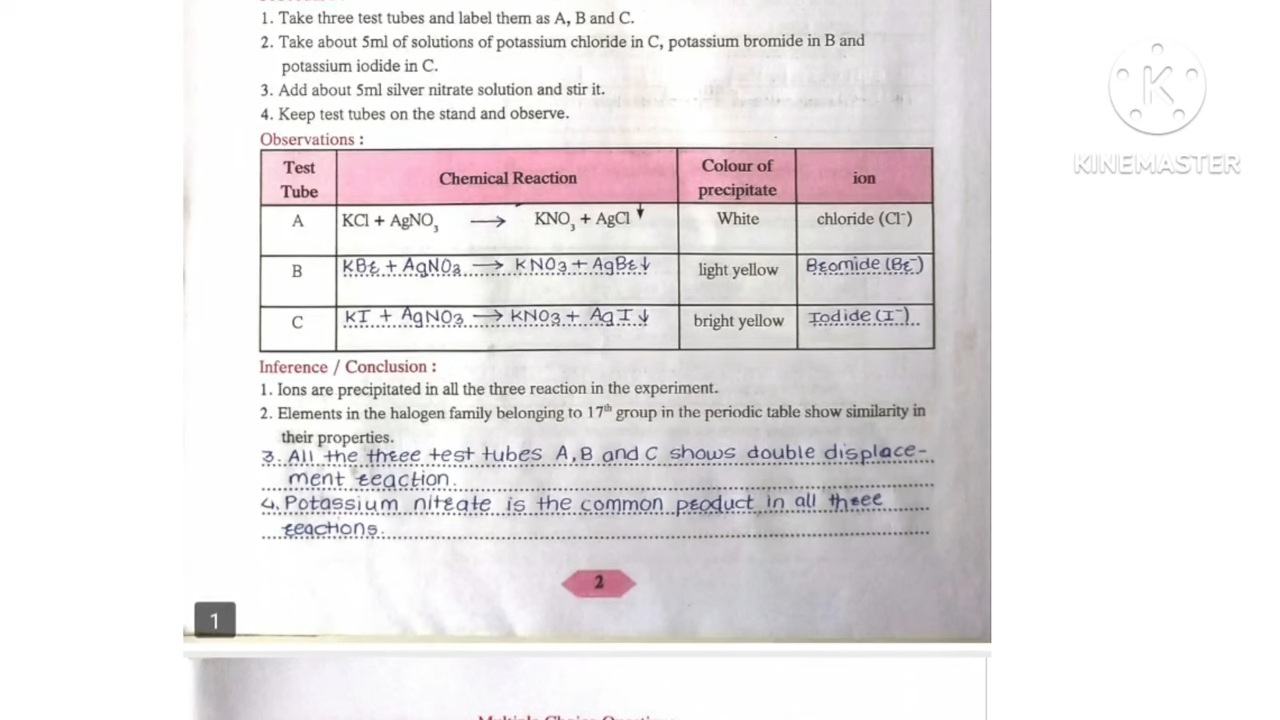 1. Take three test tubes and label them as A, B and C.
2. Take about 5ml of solutions of potassium chloride in C, potassium bromide in B and
potassium iodide in C.
3. Add about 5ml silver nitrate solution and stir it.
4. Keep test tubes on the stand and observe.
Observations :
Test Tube Chemical Reaction Colour of precipitate ion
A KCl + AgNO₃ → KNO₃ + AgCl ↓ White chloride (Cl⁻)
B KBr + AgNO₃ → KNO₃ + AgBr↓ light yellow Bromide (Br⁻)
C KI + AgNO₃ → KNO₃ + AgI↓ bright yellow Iodide (I⁻)
Inference / Conclusion :
1. Ions are precipitated in all the three reaction in the experiment.
2. Elements in the halogen family belonging to 17th group in the periodic table show similarity in
their properties.
3. All the three test tubes A, B and C shows double displace-
ment reaction.
4. Potassium nitrate is the common product in all three
reactions.
2
1
Multiple Choice Questions
K
KINEMASTER